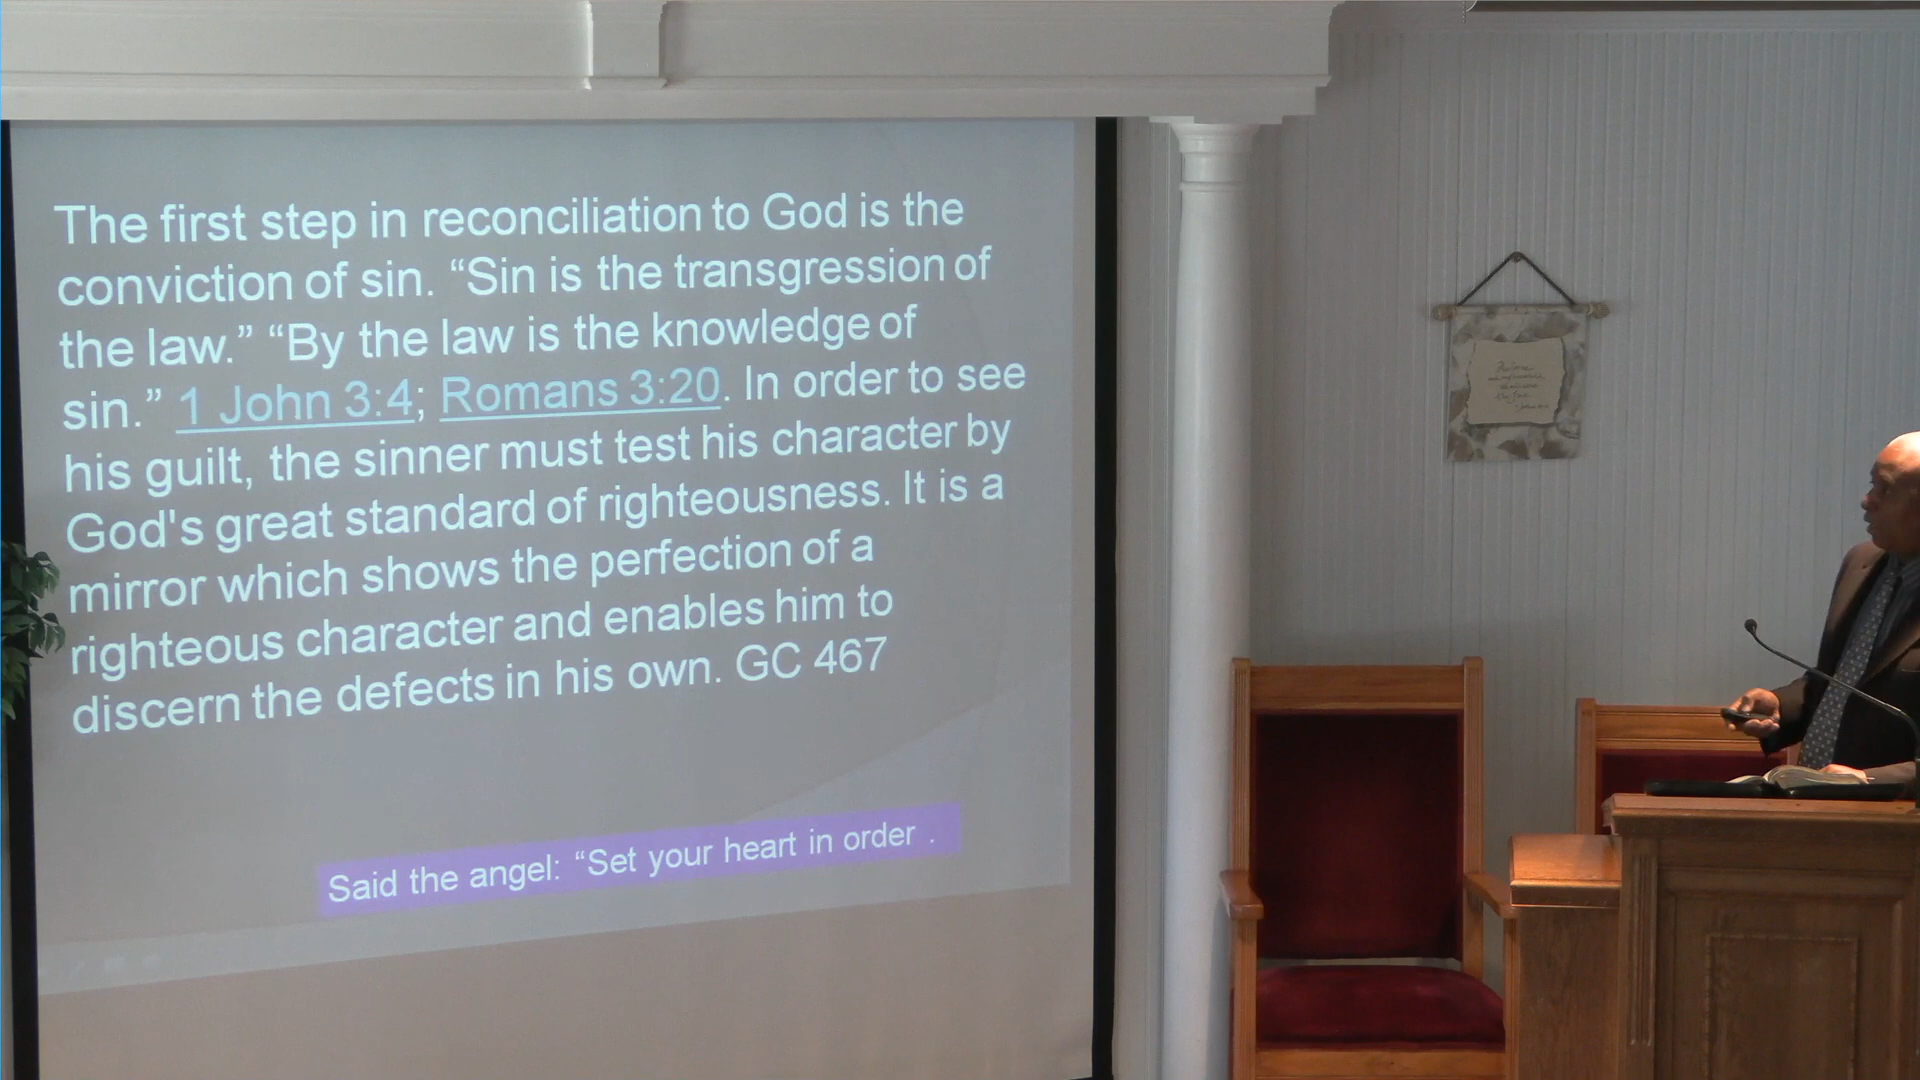 The first step in reconciliation to God is the
conviction of sin. “Sin is the transgression of
the law.” “By the law is the knowledge of
sin.” 1 John 3:4; Romans 3:20. In order to see
his guilt, the sinner must test his character by
God's great standard of righteousness. It is a
mirror which shows the perfection of a
righteous character and enables him to
discern the defects in his own. GC 467
Said the angel: “Set your heart in order .